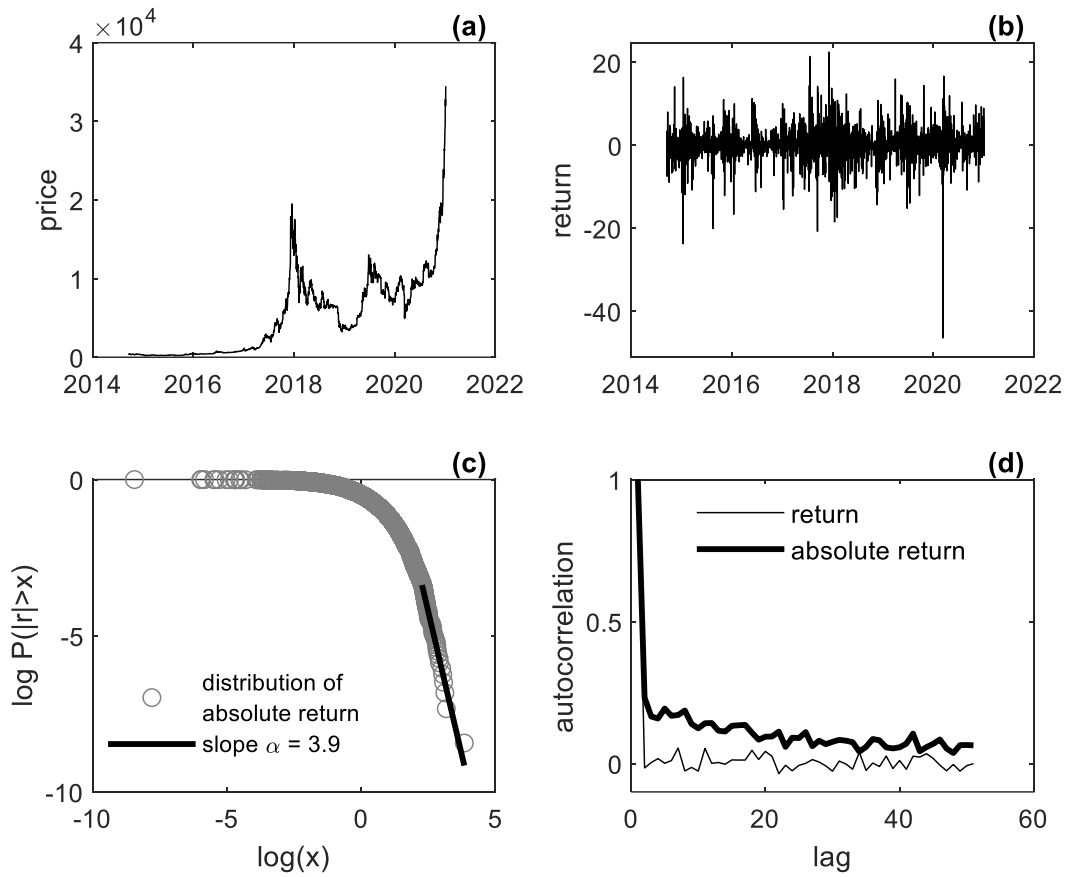 (a)
×10^4
4
3
2
1
0
price
2014 2016 2018 2020 2022
(b)
20
0
-20
-40
return
2014 2016 2018 2020 2022
(c)
0
-5
-10
log P(|r|>x)
distribution of
absolute return
slope α = 3.9
-10 -5 0 5
log(x)
(d)
1
0.5
0
autocorrelation
return
absolute return
0 20 40 60
lag